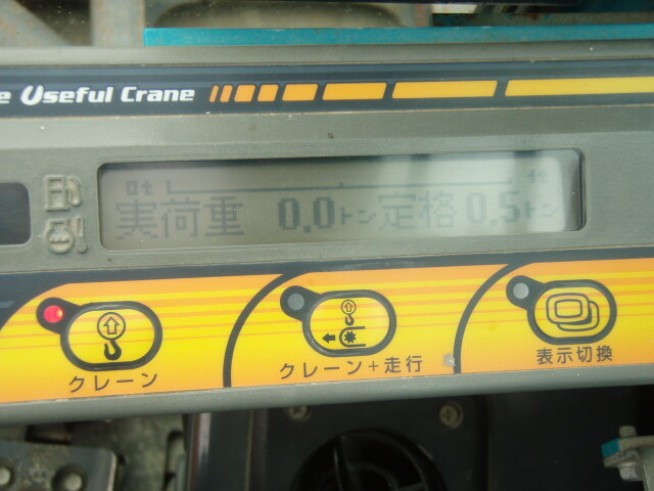 e Useful Crane
0t
実荷重 0.0トン 定格 0.5トン
クレーン
クレーン+走行
表示切換